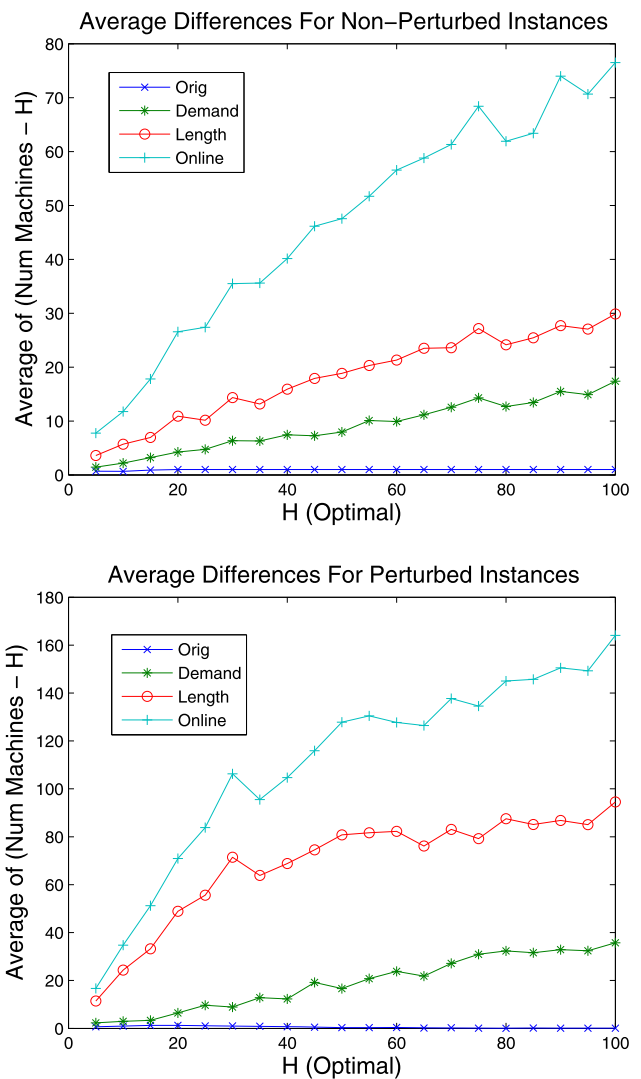 Average Differences For Non−Perturbed Instances
80
70
60
50
40
30
20
10
0
Average of (Num Machines − H)
Orig
Demand
Length
Online
0 20 40 60 80 100
H (Optimal)
Average Differences For Perturbed Instances
180
160
140
120
100
80
60
40
20
0
Average of (Num Machines − H)
Orig
Demand
Length
Online
0 20 40 60 80 100
H (Optimal)